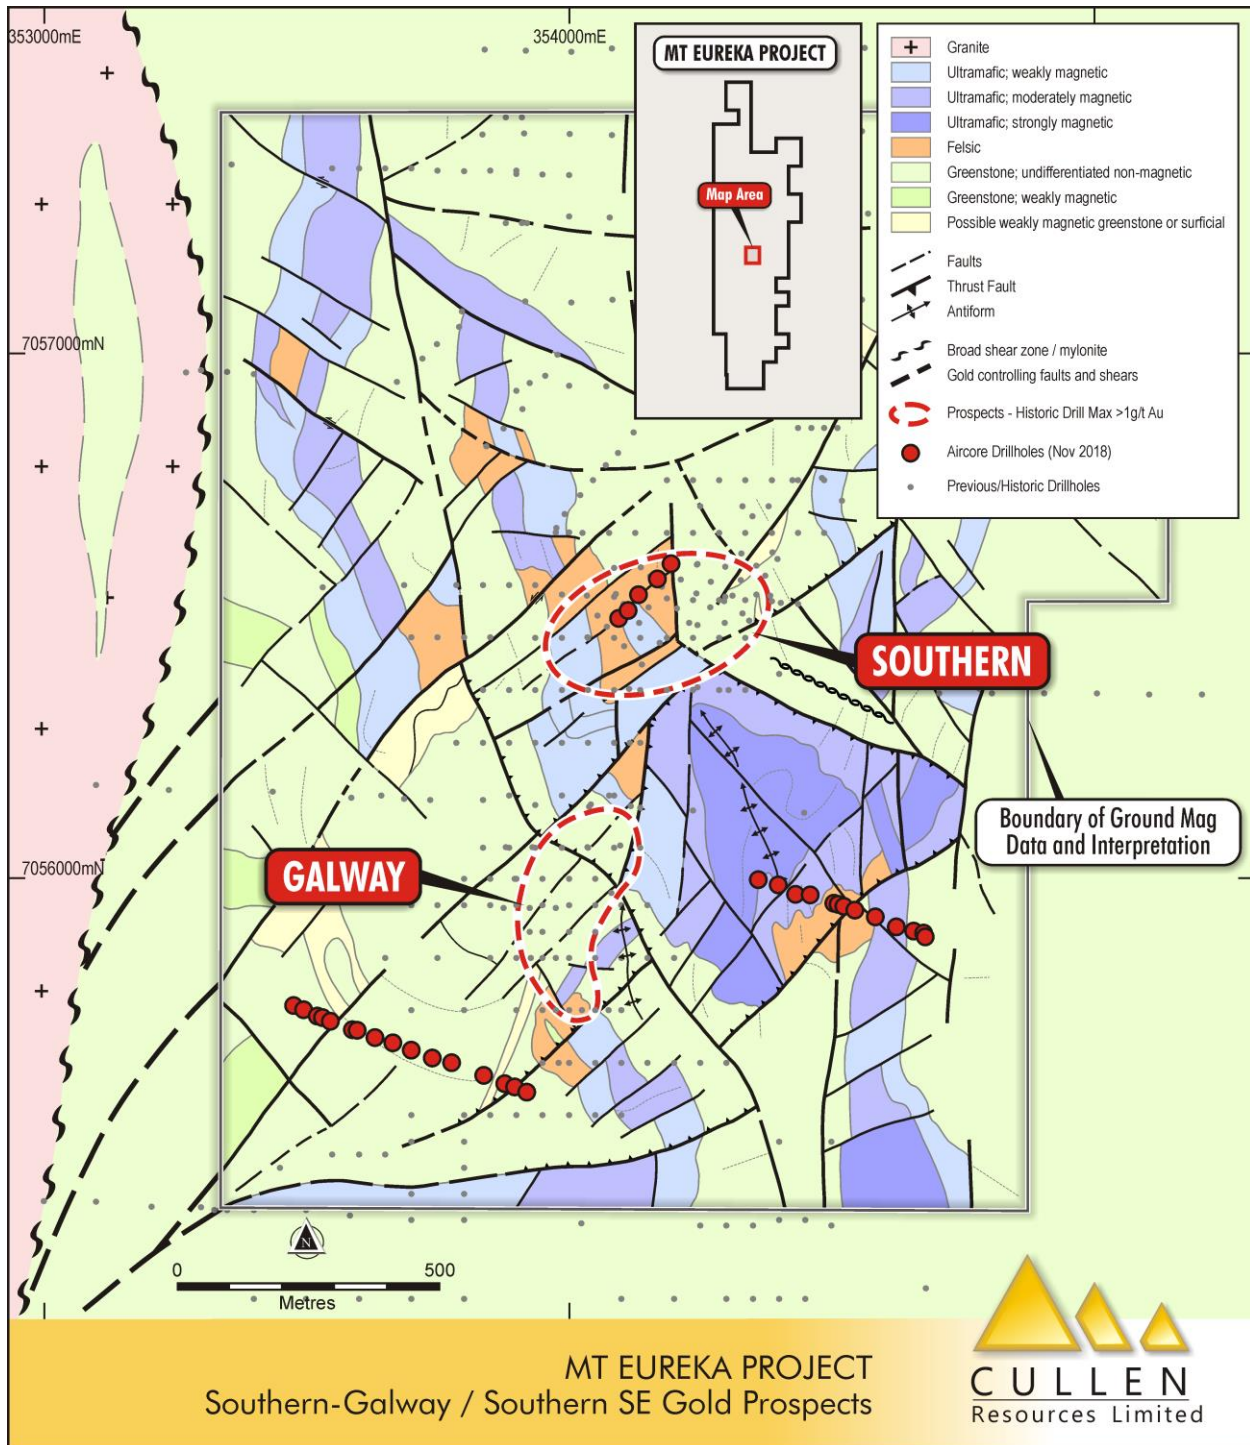 353000mE
354000mE
MT EUREKA PROJECT
Map Area
Granite
Ultramafic; weakly magnetic
Ultramafic; moderately magnetic
Ultramafic; strongly magnetic
Felsic
Greenstone; undifferentiated non-magnetic
Greenstone; weakly magnetic
Possible weakly magnetic greenstone or surficial
Faults
Thrust Fault
Antiform
Broad shear zone / mylonite
Gold controlling faults and shears
Prospects - Historic Drill Max >1g/t Au
Aircore Drillholes (Nov 2018)
Previous/Historic Drillholes
7057000mN
SOUTHERN
Boundary of Ground Mag
Data and Interpretation
7056000mN
GALWAY
N
0 500
Metres
MT EUREKA PROJECT
Southern-Galway / Southern SE Gold Prospects
CULLEN
Resources Limited